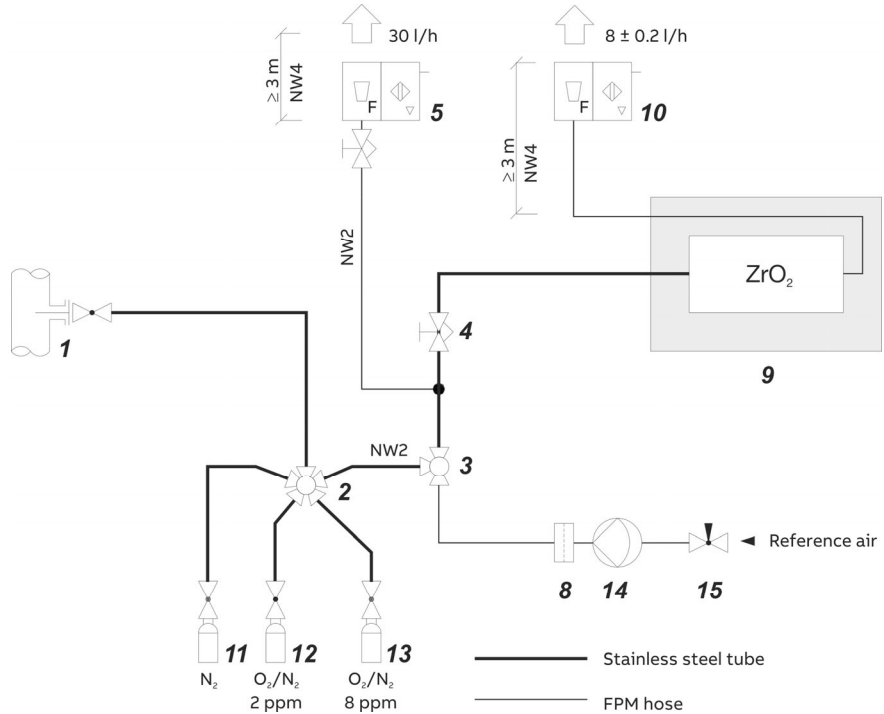 30 l/h
8 ± 0.2 l/h
≥ 3 m
NW4
F
5
≥ 3 m
NW4
F
10
NW2
ZrO₂
1
4
9
NW2
2
3
Reference air
8
14
15
11
12
13
N₂
O₂/N₂
2 ppm
O₂/N₂
8 ppm
Stainless steel tube
FPM hose